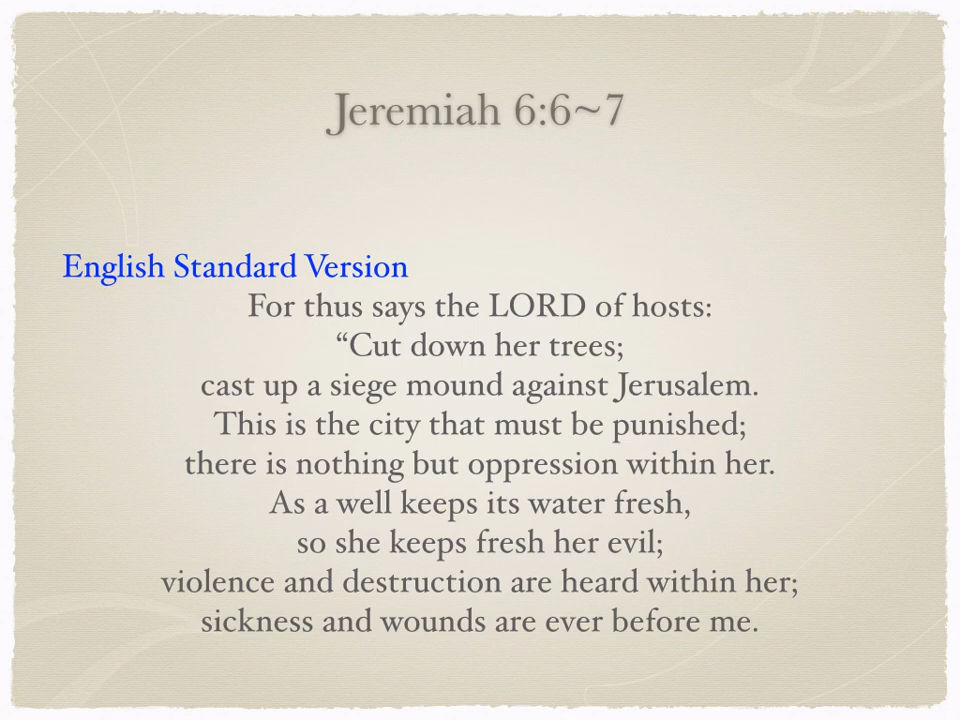 Jeremiah 6:6~7
English Standard Version
For thus says the LORD of hosts:
“Cut down her trees;
cast up a siege mound against Jerusalem.
This is the city that must be punished;
there is nothing but oppression within her.
As a well keeps its water fresh,
so she keeps fresh her evil;
violence and destruction are heard within her;
sickness and wounds are ever before me.